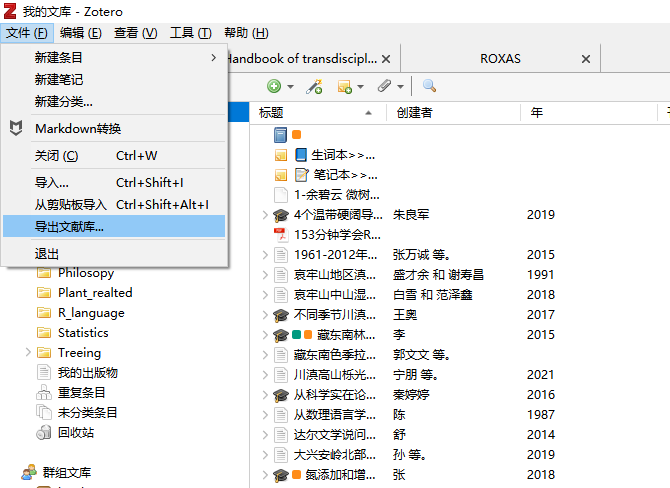 我的文库 - Zotero
文件 (F) 编辑 (E) 查看 (V) 工具 (T) 帮助 (H)
Handbook of transdiscipl... ROXAS
新建条目
新建笔记
新建分类...
Markdown转换
关闭 (C) Ctrl+W
导入... Ctrl+Shift+I
从剪贴板导入 Ctrl+Shift+Alt+I
导出文献库...
退出
Philosopy
Plant_realted
R_language
Statistics
Treeing
我的出版物
重复条目
未分类条目
回收站
群组文库
标题 创建者 年
生词本>>...
笔记本>>...
1-余碧云 微树...
4个温带硬阔导... 朱良军 2019
153分钟学会R...
1961-2012年... 张万诚 等。 2015
哀牢山地区滇... 盛才余 和 谢寿昌 1991
哀牢山中山湿... 白雪 和 范泽鑫 2018
不同季节川滇... 王奥 2017
藏东南林... 李 2015
藏东南色季拉... 郭文文 等。
川滇高山栎光... 宁朋 等。 2021
从科学实在论... 秦婷婷 2016
从数理语言学... 陈 1987
达尔文学说问... 舒 2014
大兴安岭北部... 孙 等。 2019
氮添加和增... 张 2018